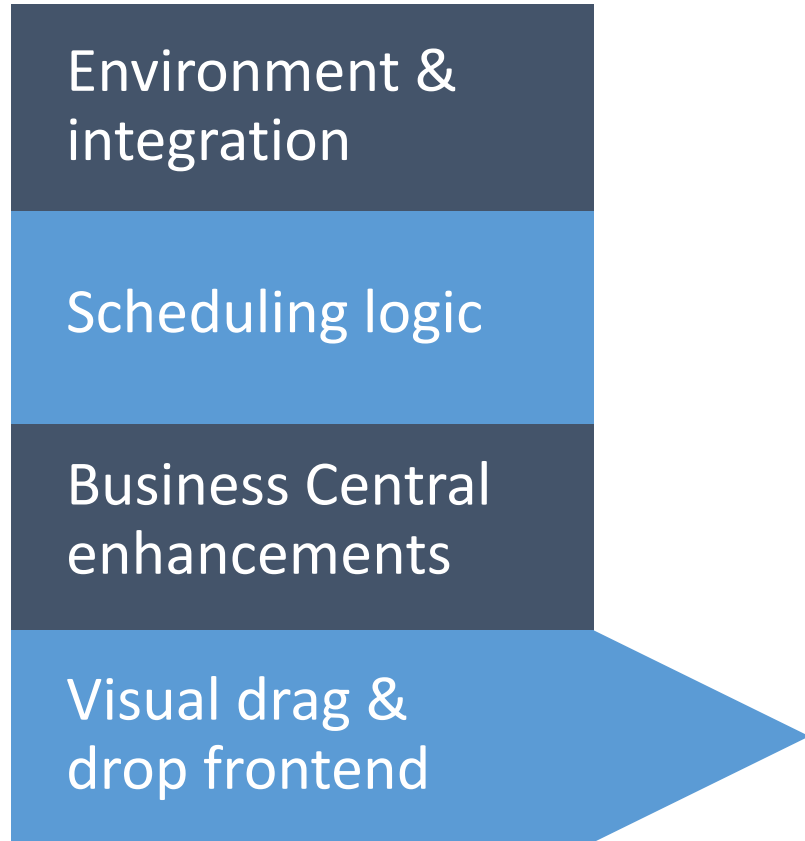 Environment &
integration
Scheduling logic
Business Central
enhancements
Visual drag &
drop frontend